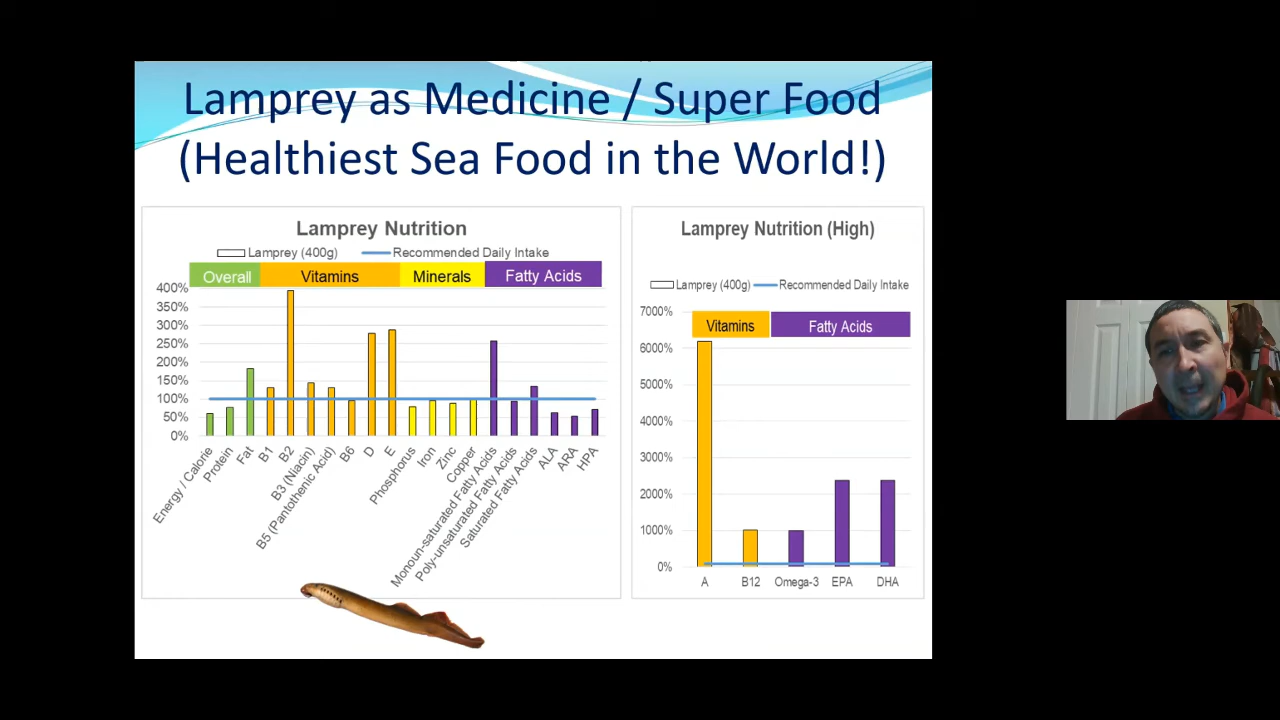 Lamprey as Medicine / Super Food
(Healthiest Sea Food in the World!)
Lamprey Nutrition
Lamprey (400g) Recommended Daily Intake
Overall Vitamins Minerals Fatty Acids
400%
350%
300%
250%
200%
150%
100%
50%
0%
Energy / Calorie
Protein
Fat
B1
B2
B3 (Niacin)
B5 (Pantothenic Acid)
B6
D
E
Phosphorus
Iron
Zinc
Copper
Monoun-saturated Fatty Acids
Poly-unsaturated Fatty Acids
Saturated Fatty Acids
ALA
ARA
HPA
Lamprey Nutrition (High)
Lamprey (400g) Recommended Daily Intake
Vitamins Fatty Acids
7000%
6000%
5000%
4000%
3000%
2000%
1000%
0%
A B12 Omega-3 EPA DHA